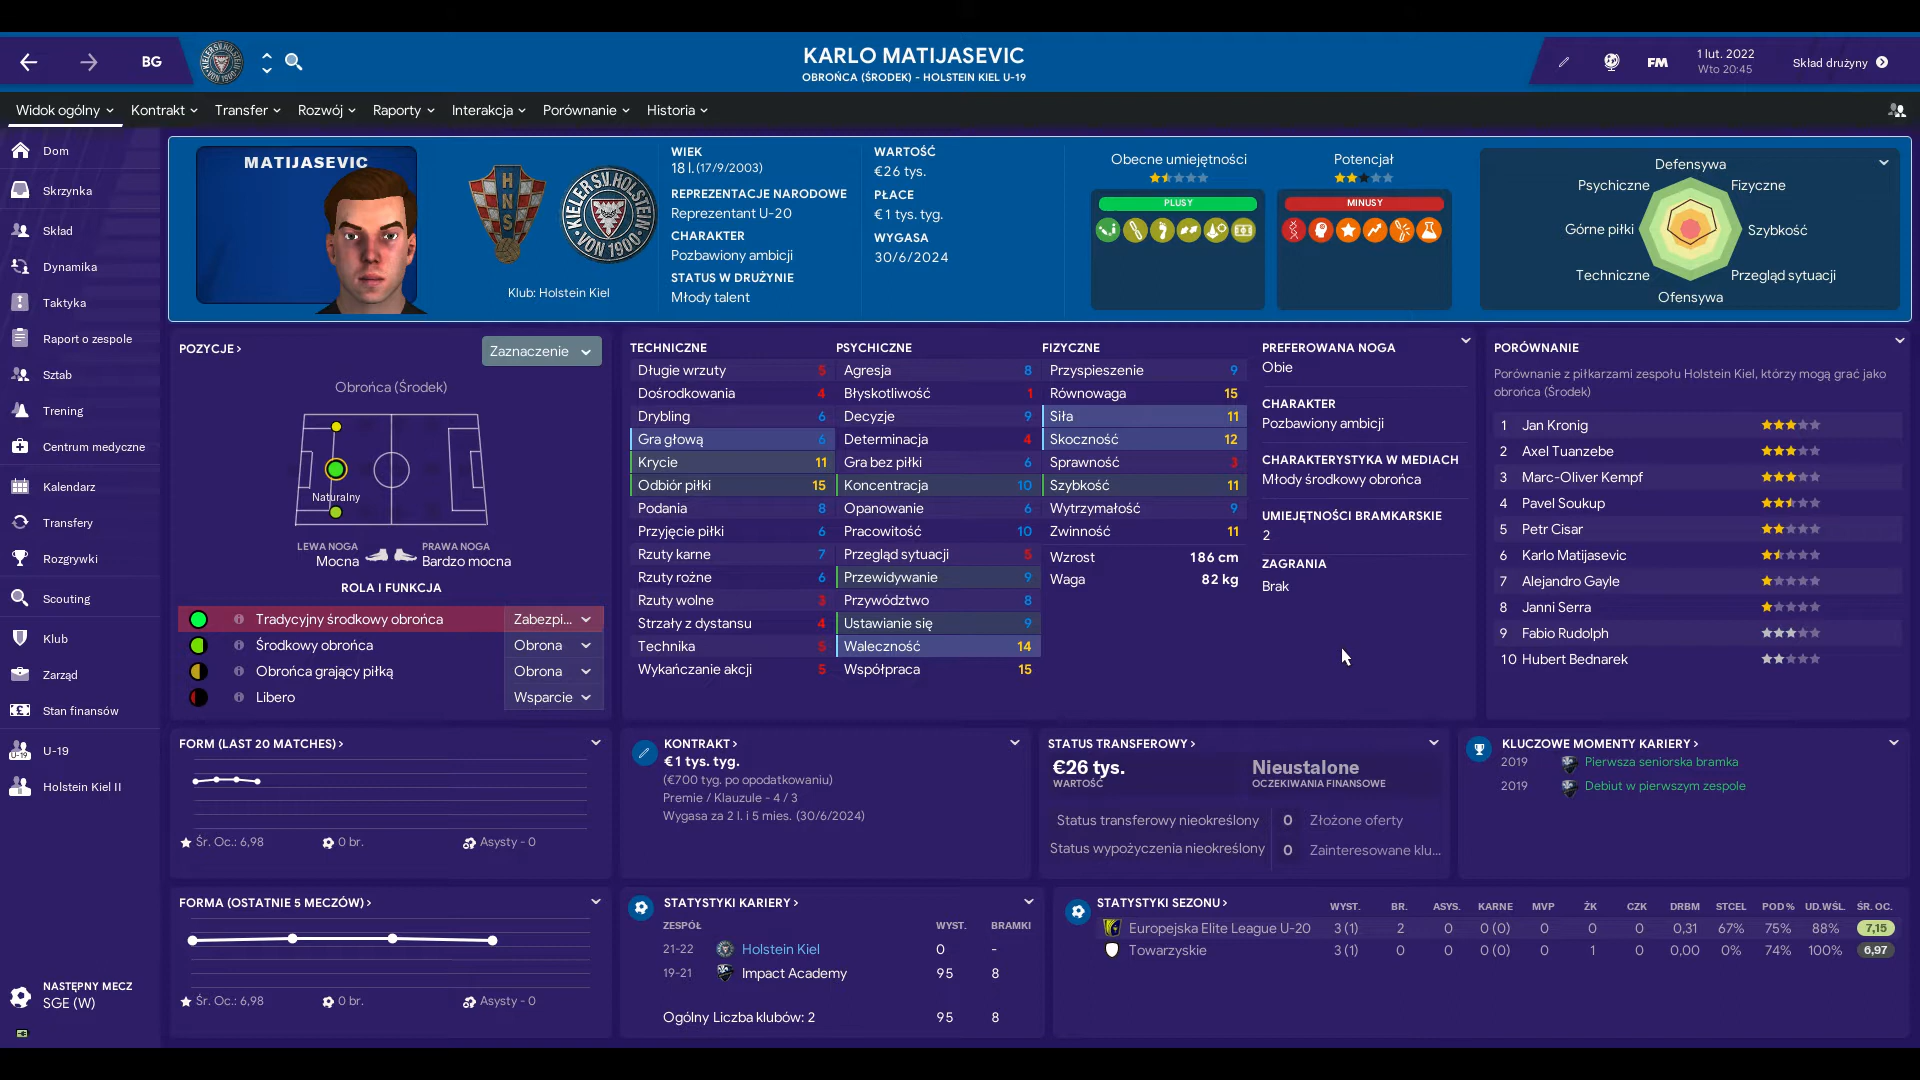 BG
KARLO MATIJASEVIC
OBROŃCA (ŚRODEK) - HOLSTEIN KIEL U-19
FM
1 lut. 2022
Wto 20:45
Skład drużyny
Widok ogólny
Kontrakt
Transfer
Rozwój
Raporty
Interakcja
Porównanie
Historia
Dom
Skrzynka
Skład
Dynamika
Taktyka
Raport o zespole
Sztab
Trening
Centrum medyczne
Kalendarz
Transfery
Rozgrywki
Scouting
Klub
Zarząd
Stan finansów
U-19
Holstein Kiel II
NASTĘPNY MECZ
SGE (W)
MATIJASEVIC
HNS
KIELER S.V. HOLSTEIN
VON 1900
Klub: Holstein Kiel
WIEK
18 l. (17/9/2003)
REPREZENTACJE NARODOWE
Reprezentant U-20
CHARAKTER
Pozbawiony ambicji
STATUS W DRUŻYNIE
Młody talent
WARTOŚĆ
€26 tys.
PŁACE
€1 tys. tyg.
WYGASA
30/6/2024
Obecne umiejętności
PLUSY
Potencjał
MINUSY
Defensywa
Psychiczne
Fizyczne
Górne piłki
Szybkość
Techniczne
Przegląd sytuacji
Ofensywa
POZYCJE >
Zaznaczenie
Obrońca (Środek)
Naturalny
LEWA NOGA
Mocna
PRAWA NOGA
Bardzo mocna
ROLA I FUNKCJA
Tradycyjny środkowy obrońca Zabezpi...
Środkowy obrońca Obrona
Obrońca grający piłką Obrona
Libero Wsparcie
TECHNICZNE
Długie wrzuty 5
Dośrodkowania 4
Drybling 6
Gra głową 6
Krycie 11
Odbiór piłki 15
Podania 8
Przyjęcie piłki 6
Rzuty karne 7
Rzuty rożne 6
Rzuty wolne 3
Strzały z dystansu 4
Technika 5
Wykańczanie akcji 5
PSYCHICZNE
Agresja 8
Błyskotliwość 1
Decyzje 9
Determinacja 4
Gra bez piłki 6
Koncentracja 10
Opanowanie 6
Pracowitość 10
Przegląd sytuacji 5
Przewidywanie 9
Przywództwo 8
Ustawianie się 9
Waleczność 14
Współpraca 15
FIZYCZNE
Przyspieszenie 9
Równowaga 15
Siła 11
Skoczność 12
Sprawność 3
Szybkość 11
Wytrzymałość 9
Zwinność 11
Wzrost 186 cm
Waga 82 kg
PREFEROWANA NOGA
Obie
CHARAKTER
Pozbawiony ambicji
CHARAKTERYSTYKA W MEDIACH
Młody środkowy obrońca
UMIEJĘTNOŚCI BRAMKARSKIE
2
ZAGRANIA
Brak
PORÓWNANIE
Porównanie z piłkarzami zespołu Holstein Kiel, którzy mogą grać jako
obrońca (Środek)
1 Jan Kronig
2 Axel Tuanzebe
3 Marc-Oliver Kempf
4 Pavel Soukup
5 Petr Cisar
6 Karlo Matijasevic
7 Alejandro Gayle
8 Janni Serra
9 Fabio Rudolph
10 Hubert Bednarek
FORM (LAST 20 MATCHES) >
Śr. Oc.: 6,98 0 br. Asysty - 0
KONTRAKT >
€1 tys. tyg.
(€700 tyg. po opodatkowaniu)
Premie / Klauzule - 4 / 3
Wygasa za 2 l. i 5 mies. (30/6/2024)
STATUS TRANSFEROWY >
€26 tys.
WARTOŚĆ
Nieustalone
OCZEKIWANIA FINANSOWE
Status transferowy nieokreślony 0 Złożone oferty
Status wypożyczenia nieokreślony 0 Zainteresowane klu...
KLUCZOWE MOMENTY KARIERY >
2019 Pierwsza seniorska bramka
2019 Debiut w pierwszym zespole
FORMA (OSTATNIE 5 MECZÓW) >
Śr. Oc.: 6,98 0 br. Asysty - 0
STATYSTYKI KARIERY >
ZESPÓŁ WYST. BRAMKI
21-22 Holstein Kiel 0 -
19-21 Impact Academy 95 8
Ogólny Liczba klubów: 2 95 8
STATYSTYKI SEZONU > WYST. BR. ASYS. KARNE MVP ŻK CZK DRBM STCEL POD % UD.WŚL. ŚR. OC.
Europejska Elite League U-20 3 (1) 2 0 0 (0) 0 0 0 0,31 67% 75% 88% 7,15
Towarzyskie 3 (1) 0 0 0 (0) 0 1 0 0,00 0% 74% 100% 6,97